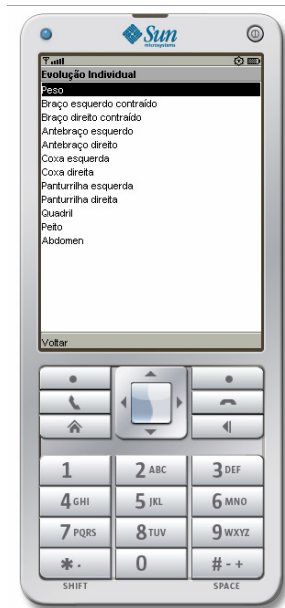 Sun
microsystems
Evolução Individual
Peso
Braço esquerdo contraído
Braço direito contraído
Antebraço esquerdo
Antebraço direito
Coxa esquerda
Coxa direita
Panturrilha esquerda
Panturrilha direita
Quadril
Peito
Abdomen
Voltar
1 2 ABC 3 DEF
4 GHI 5 JKL 6 MNO
7 PQRS 8 TUV 9 WXYZ
* . 0 # - +
SHIFT SPACE